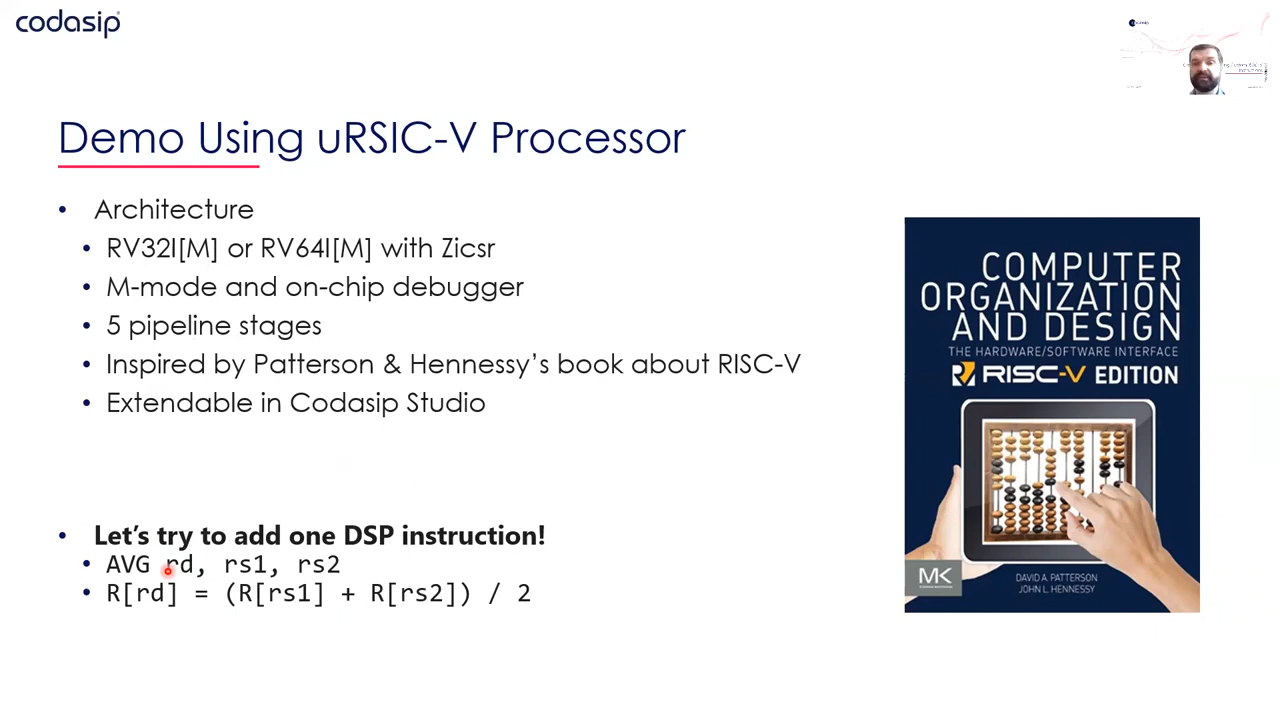 codasip
Demo Using uRSIC-V Processor
• Architecture
• RV32I[M] or RV64I[M] with Zicsr
• M-mode and on-chip debugger
• 5 pipeline stages
• Inspired by Patterson & Hennessy's book about RISC-V
• Extendable in Codasip Studio
• Let's try to add one DSP instruction!
• AVG rd, rs1, rs2
• R[rd] = (R[rs1] + R[rs2]) / 2
COMPUTER
ORGANIZATION
AND DESIGN
THE HARDWARE/SOFTWARE INTERFACE
RISC-V EDITION
MK
DAVID A. PATTERSON
JOHN L. HENNESSY